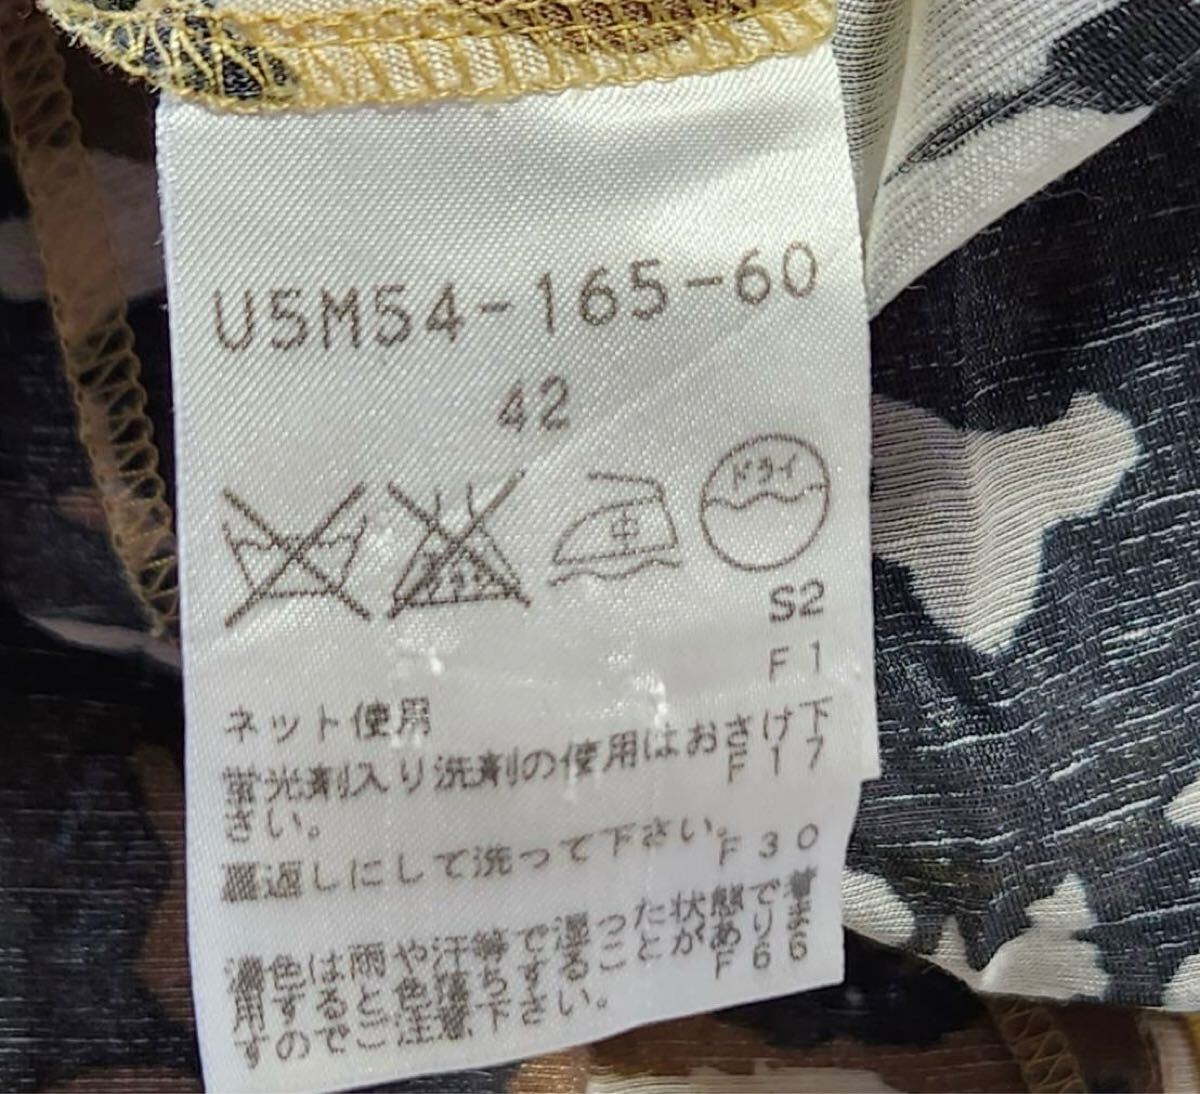 U5M54-165-60
42
ドライ
中
S2
F1
ネット使用
蛍光剤入り洗剤の使用はおさけ下
さい。
F17
裏返しにして洗って下さい。
F30
濃色は雨や汗等で湿った状態で着
用すると色落ちすることがありま
すのでご注意下さい。
F66